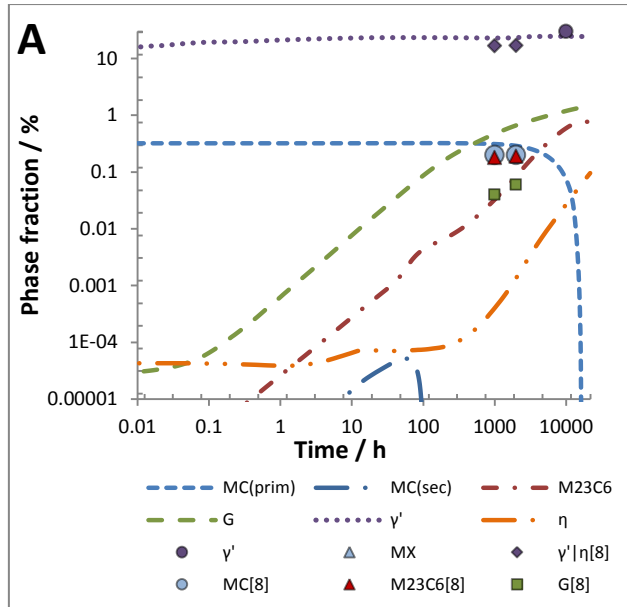 A
10
1
0.1
0.01
0.001
1E-04
0.00001
Phase fraction / %
0.01 0.1 1 10 100 1000 10000
Time / h
MC(prim) MC(sec) M23C6
G γ' η
γ' MX γ'|η[8]
MC[8] M23C6[8] G[8]